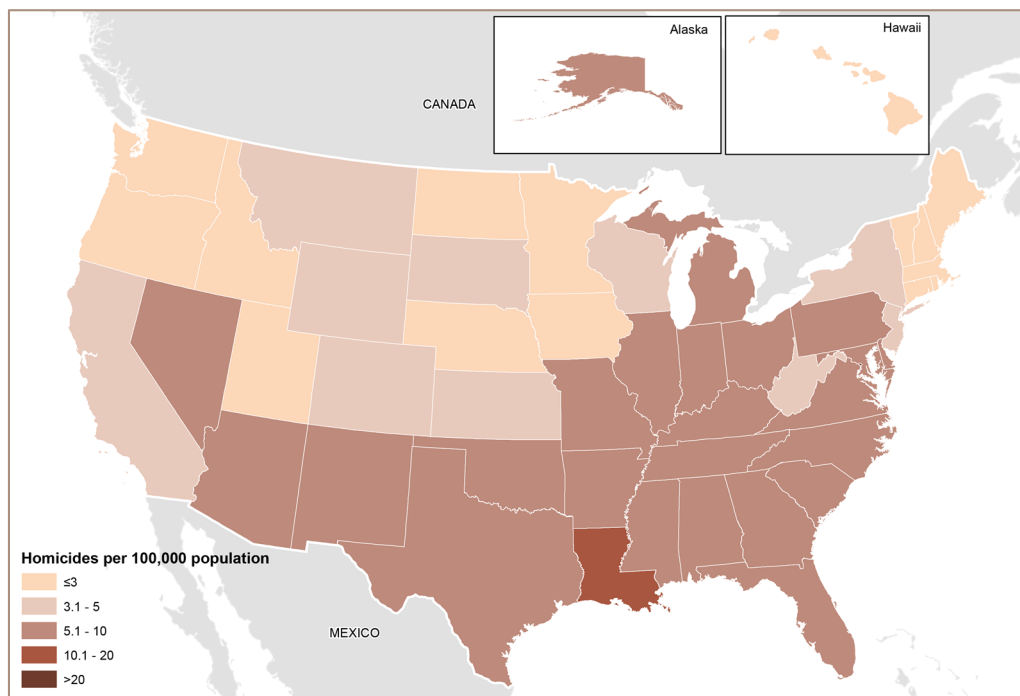 Alaska
Hawaii
CANADA
Homicides per 100,000 population
≤3
3.1 - 5
5.1 - 10
10.1 - 20
>20
MEXICO